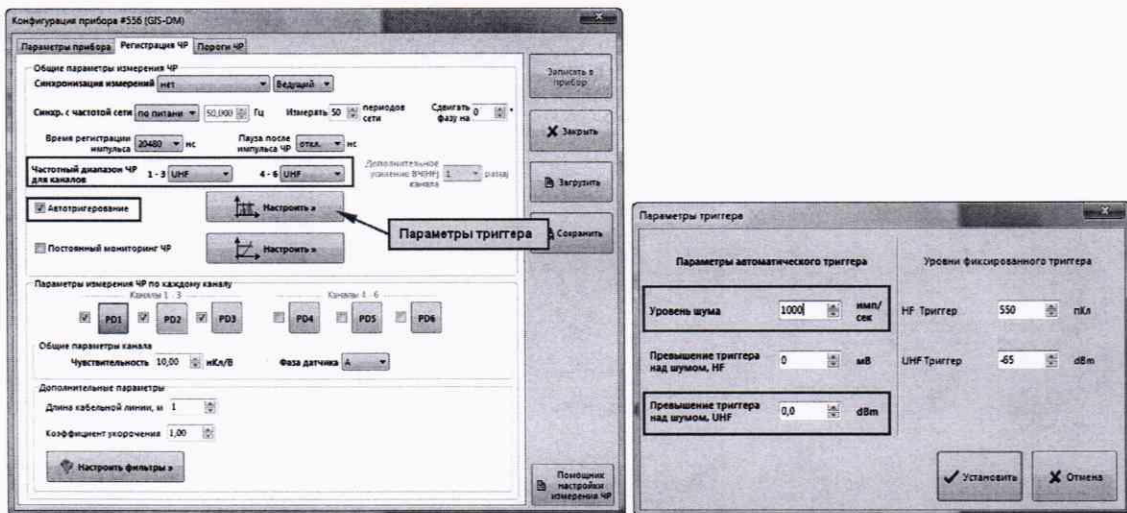 Конфигурация прибора #556 (GIS-DM)
Параметры прибора Регистрация ЧР Пороги ЧР
Общие параметры измерения ЧР
Синхронизация измерений нет Ведущий
Синхр. с частотой сети по питани 50,000 Гц Измерять 50 периодов сети Сдвигать фазу на 0 °
Время регистрации импульса 20480 нс Пауза после импульса ЧР откл. нс
Частотный диапазон ЧР для каналов 1 - 3 UHF 4 - 6 UHF
Дополнительное усиление ВЧ(HF) канала 1 раз(а)
Автотригерование Настроить »
Параметры триггера
Постоянный мониторинг ЧР Настроить »
Параметры измерения ЧР по каждому каналу
Каналы 1 - 3 Каналы 4 - 6
PD1 PD2 PD3 PD4 PD5 PD6
Общие параметры канала
Чувствительность 10,00 нКл/В Фаза датчика A
Дополнительные параметры
Длина кабельной линии, м 1
Коэффициент укорочения 1,00
Настроить фильтры »
Записать в прибор
Закрыть
Загрузить
Сохранить
Помощник настройки измерения ЧР
Параметры триггера
Параметры автоматического триггера Уровни фиксированного триггера
Уровень шума 1000 имп/сек HF Триггер 550 пКл
Превышение триггера над шумом, HF 0 мВ UHF Триггер -65 dBm
Превышение триггера над шумом, UHF 0,0 dBm
Установить Отмена